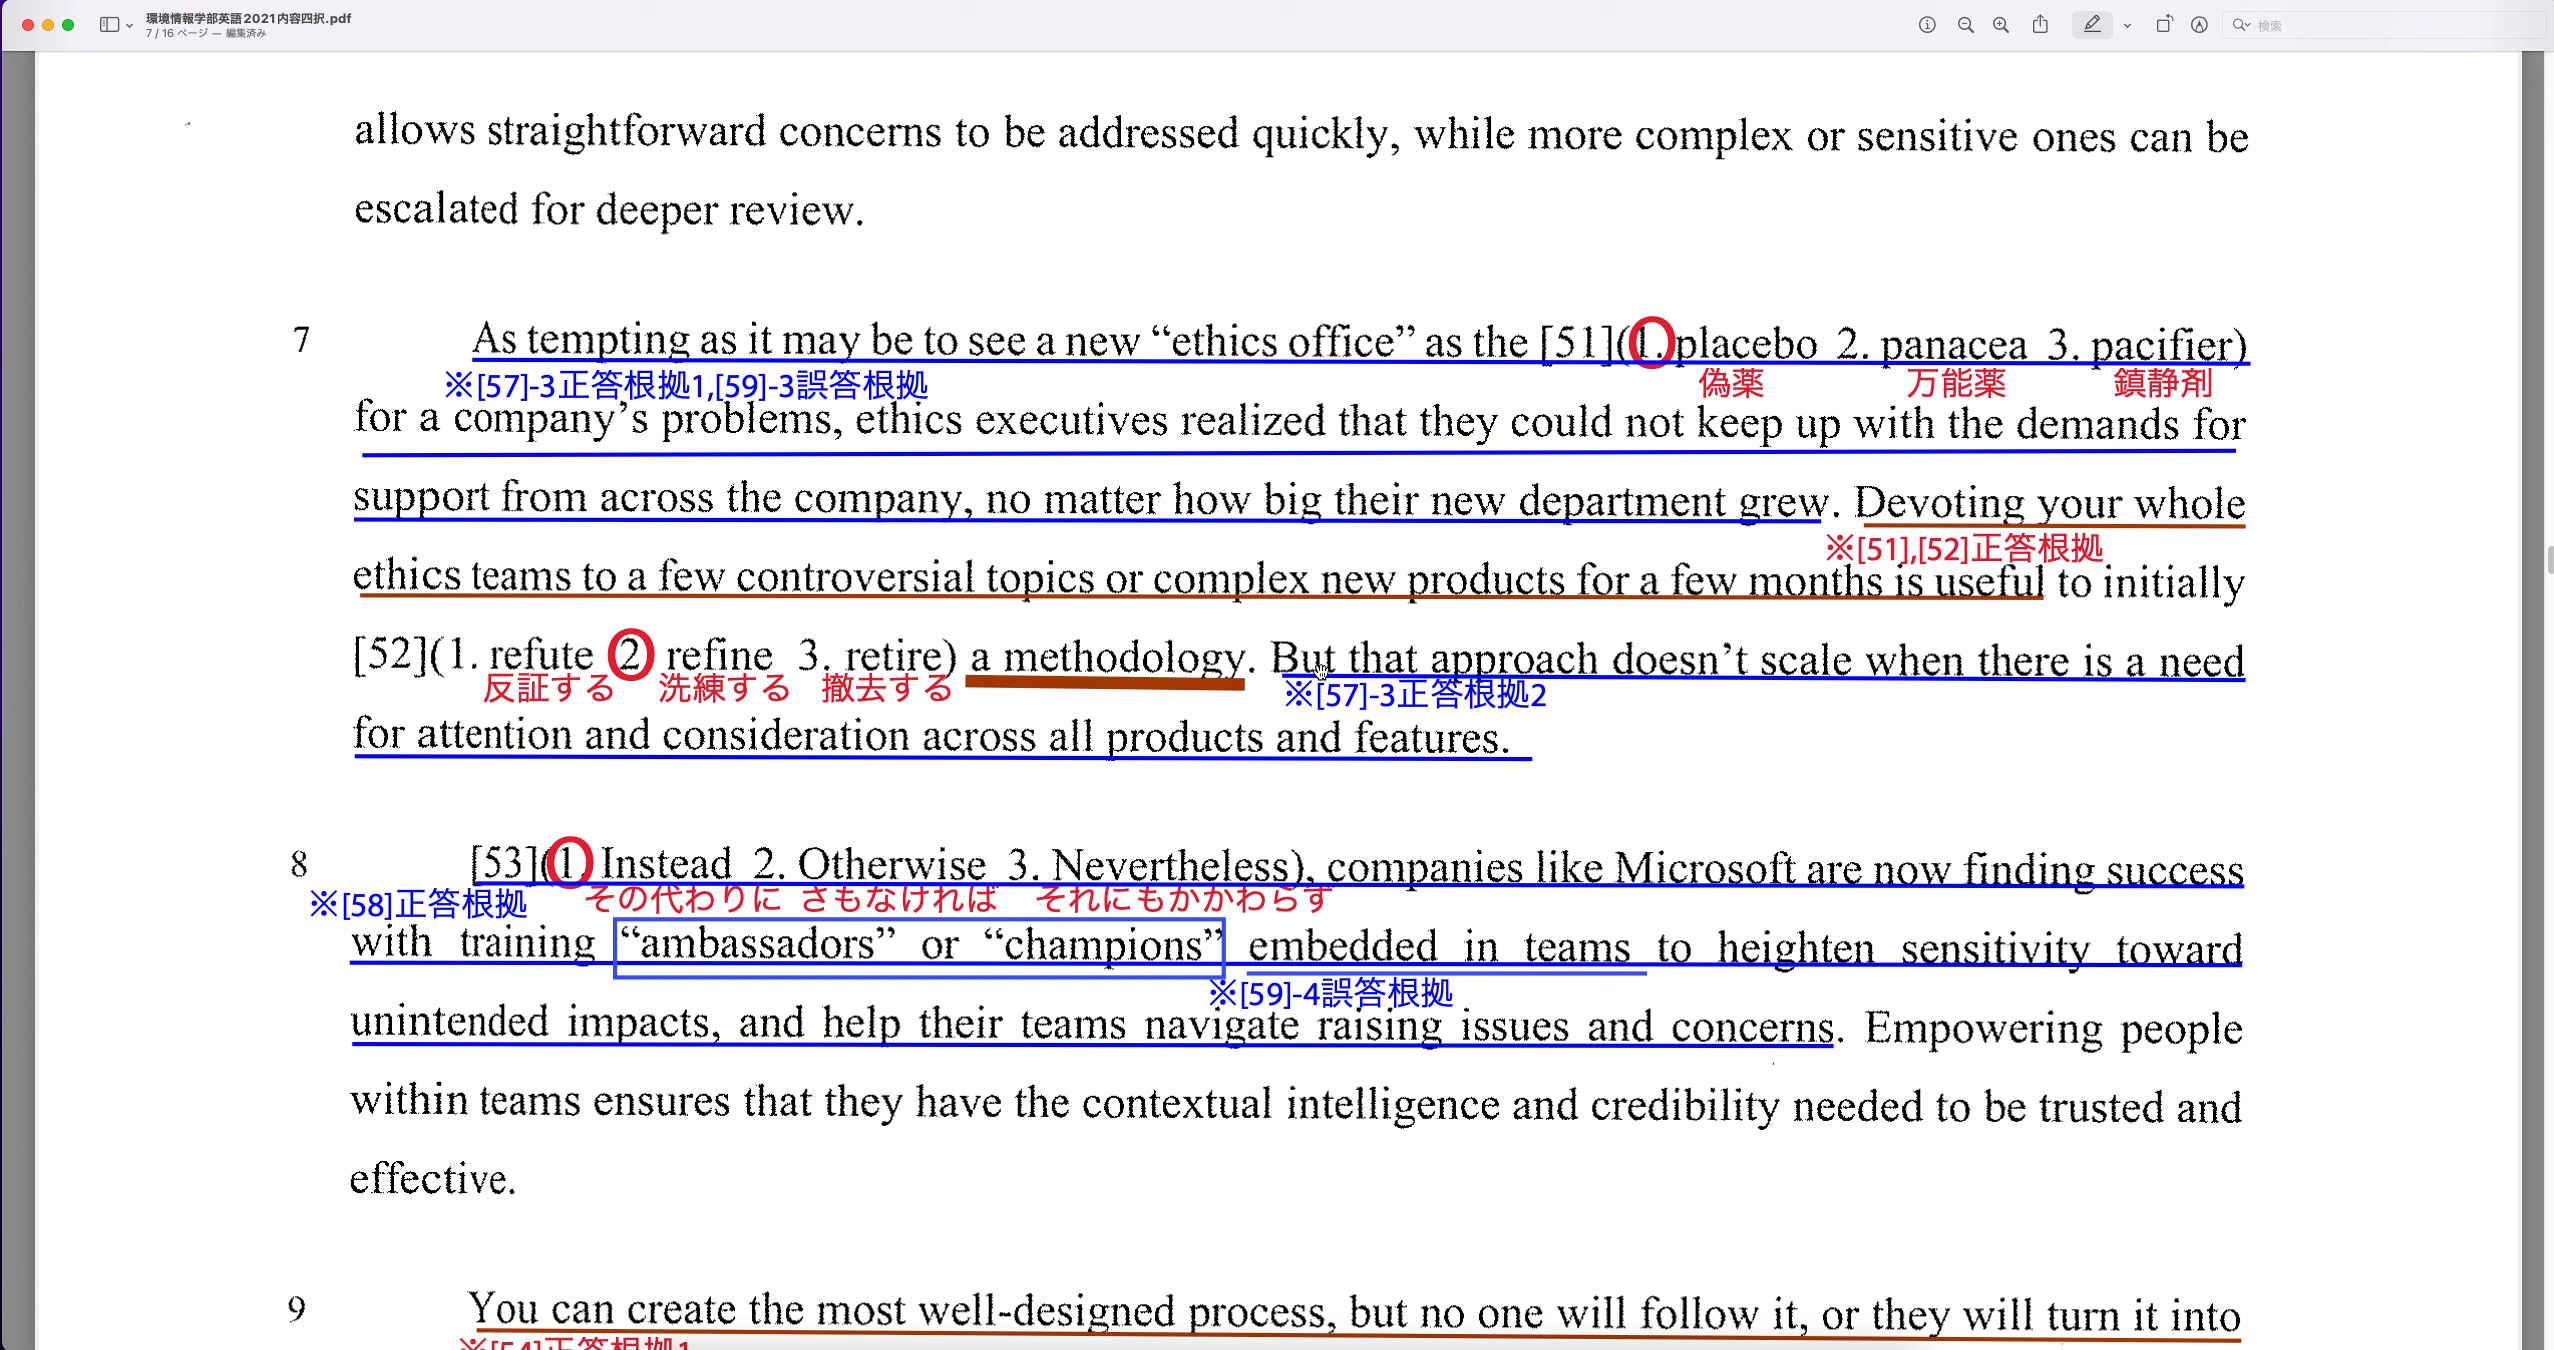 環境情報学部英語2021内容四択.pdf
7 / 16 ページ — 編集済み
検索
allows straightforward concerns to be addressed quickly, while more complex or sensitive ones can be
escalated for deeper review.
7 As tempting as it may be to see a new “ethics office” as the [51](1. placebo 2. panacea 3. pacifier)
※[57]-3正答根拠1,[59]-3誤答根拠 偽薬 万能薬 鎮静剤
for a company’s problems, ethics executives realized that they could not keep up with the demands for
support from across the company, no matter how big their new department grew. Devoting your whole
※[51],[52]正答根拠
ethics teams to a few controversial topics or complex new products for a few months is useful to initially
[52](1. refute 2 refine 3. retire) a methodology. But that approach doesn’t scale when there is a need
反証する 洗練する 撤去する ※[57]-3正答根拠2
for attention and consideration across all products and features.
8 [53](1. Instead 2. Otherwise 3. Nevertheless), companies like Microsoft are now finding success
※[58]正答根拠 その代わりに さもなければ それにもかかわらず
with training “ambassadors” or “champions” embedded in teams to heighten sensitivity toward
※[59]-4誤答根拠
unintended impacts, and help their teams navigate raising issues and concerns. Empowering people
within teams ensures that they have the contextual intelligence and credibility needed to be trusted and
effective.
9 You can create the most well-designed process, but no one will follow it, or they will turn it into
※[54]正答根拠1